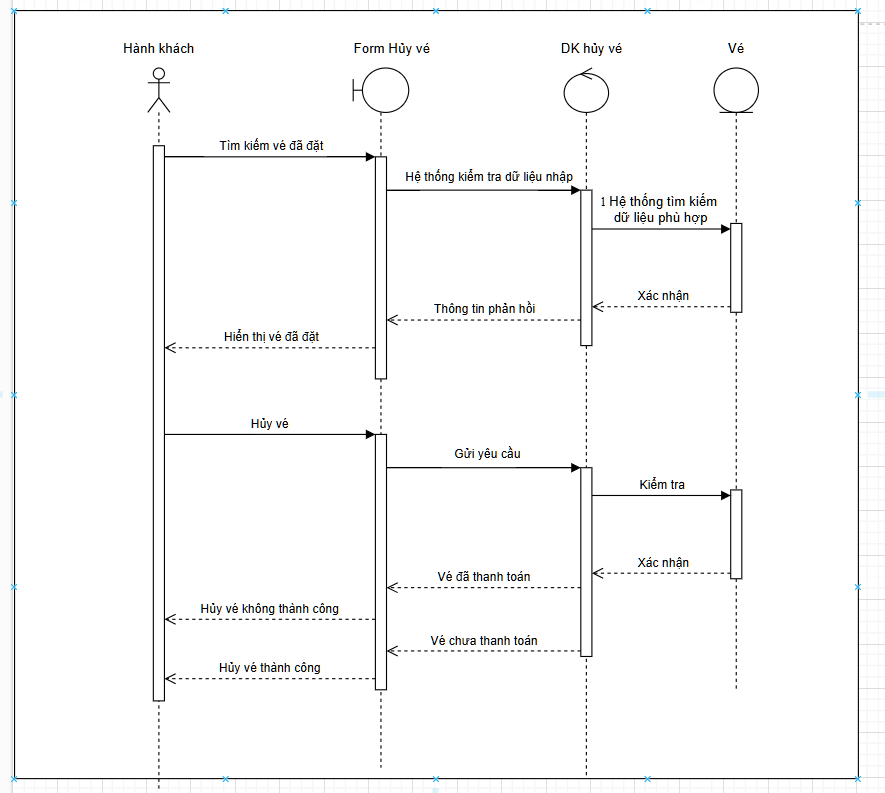 Hành khách
Form Hủy vé
DK hủy vé
Vé
Tìm kiếm vé đã đặt
Hệ thống kiểm tra dữ liệu nhập
1 Hệ thống tìm kiếm
dữ liệu phù hợp
Xác nhận
Thông tin phản hồi
Hiển thị vé đã đặt
Hủy vé
Gửi yêu cầu
Kiểm tra
Xác nhận
Vé đã thanh toán
Hủy vé không thành công
Vé chưa thanh toán
Hủy vé thành công